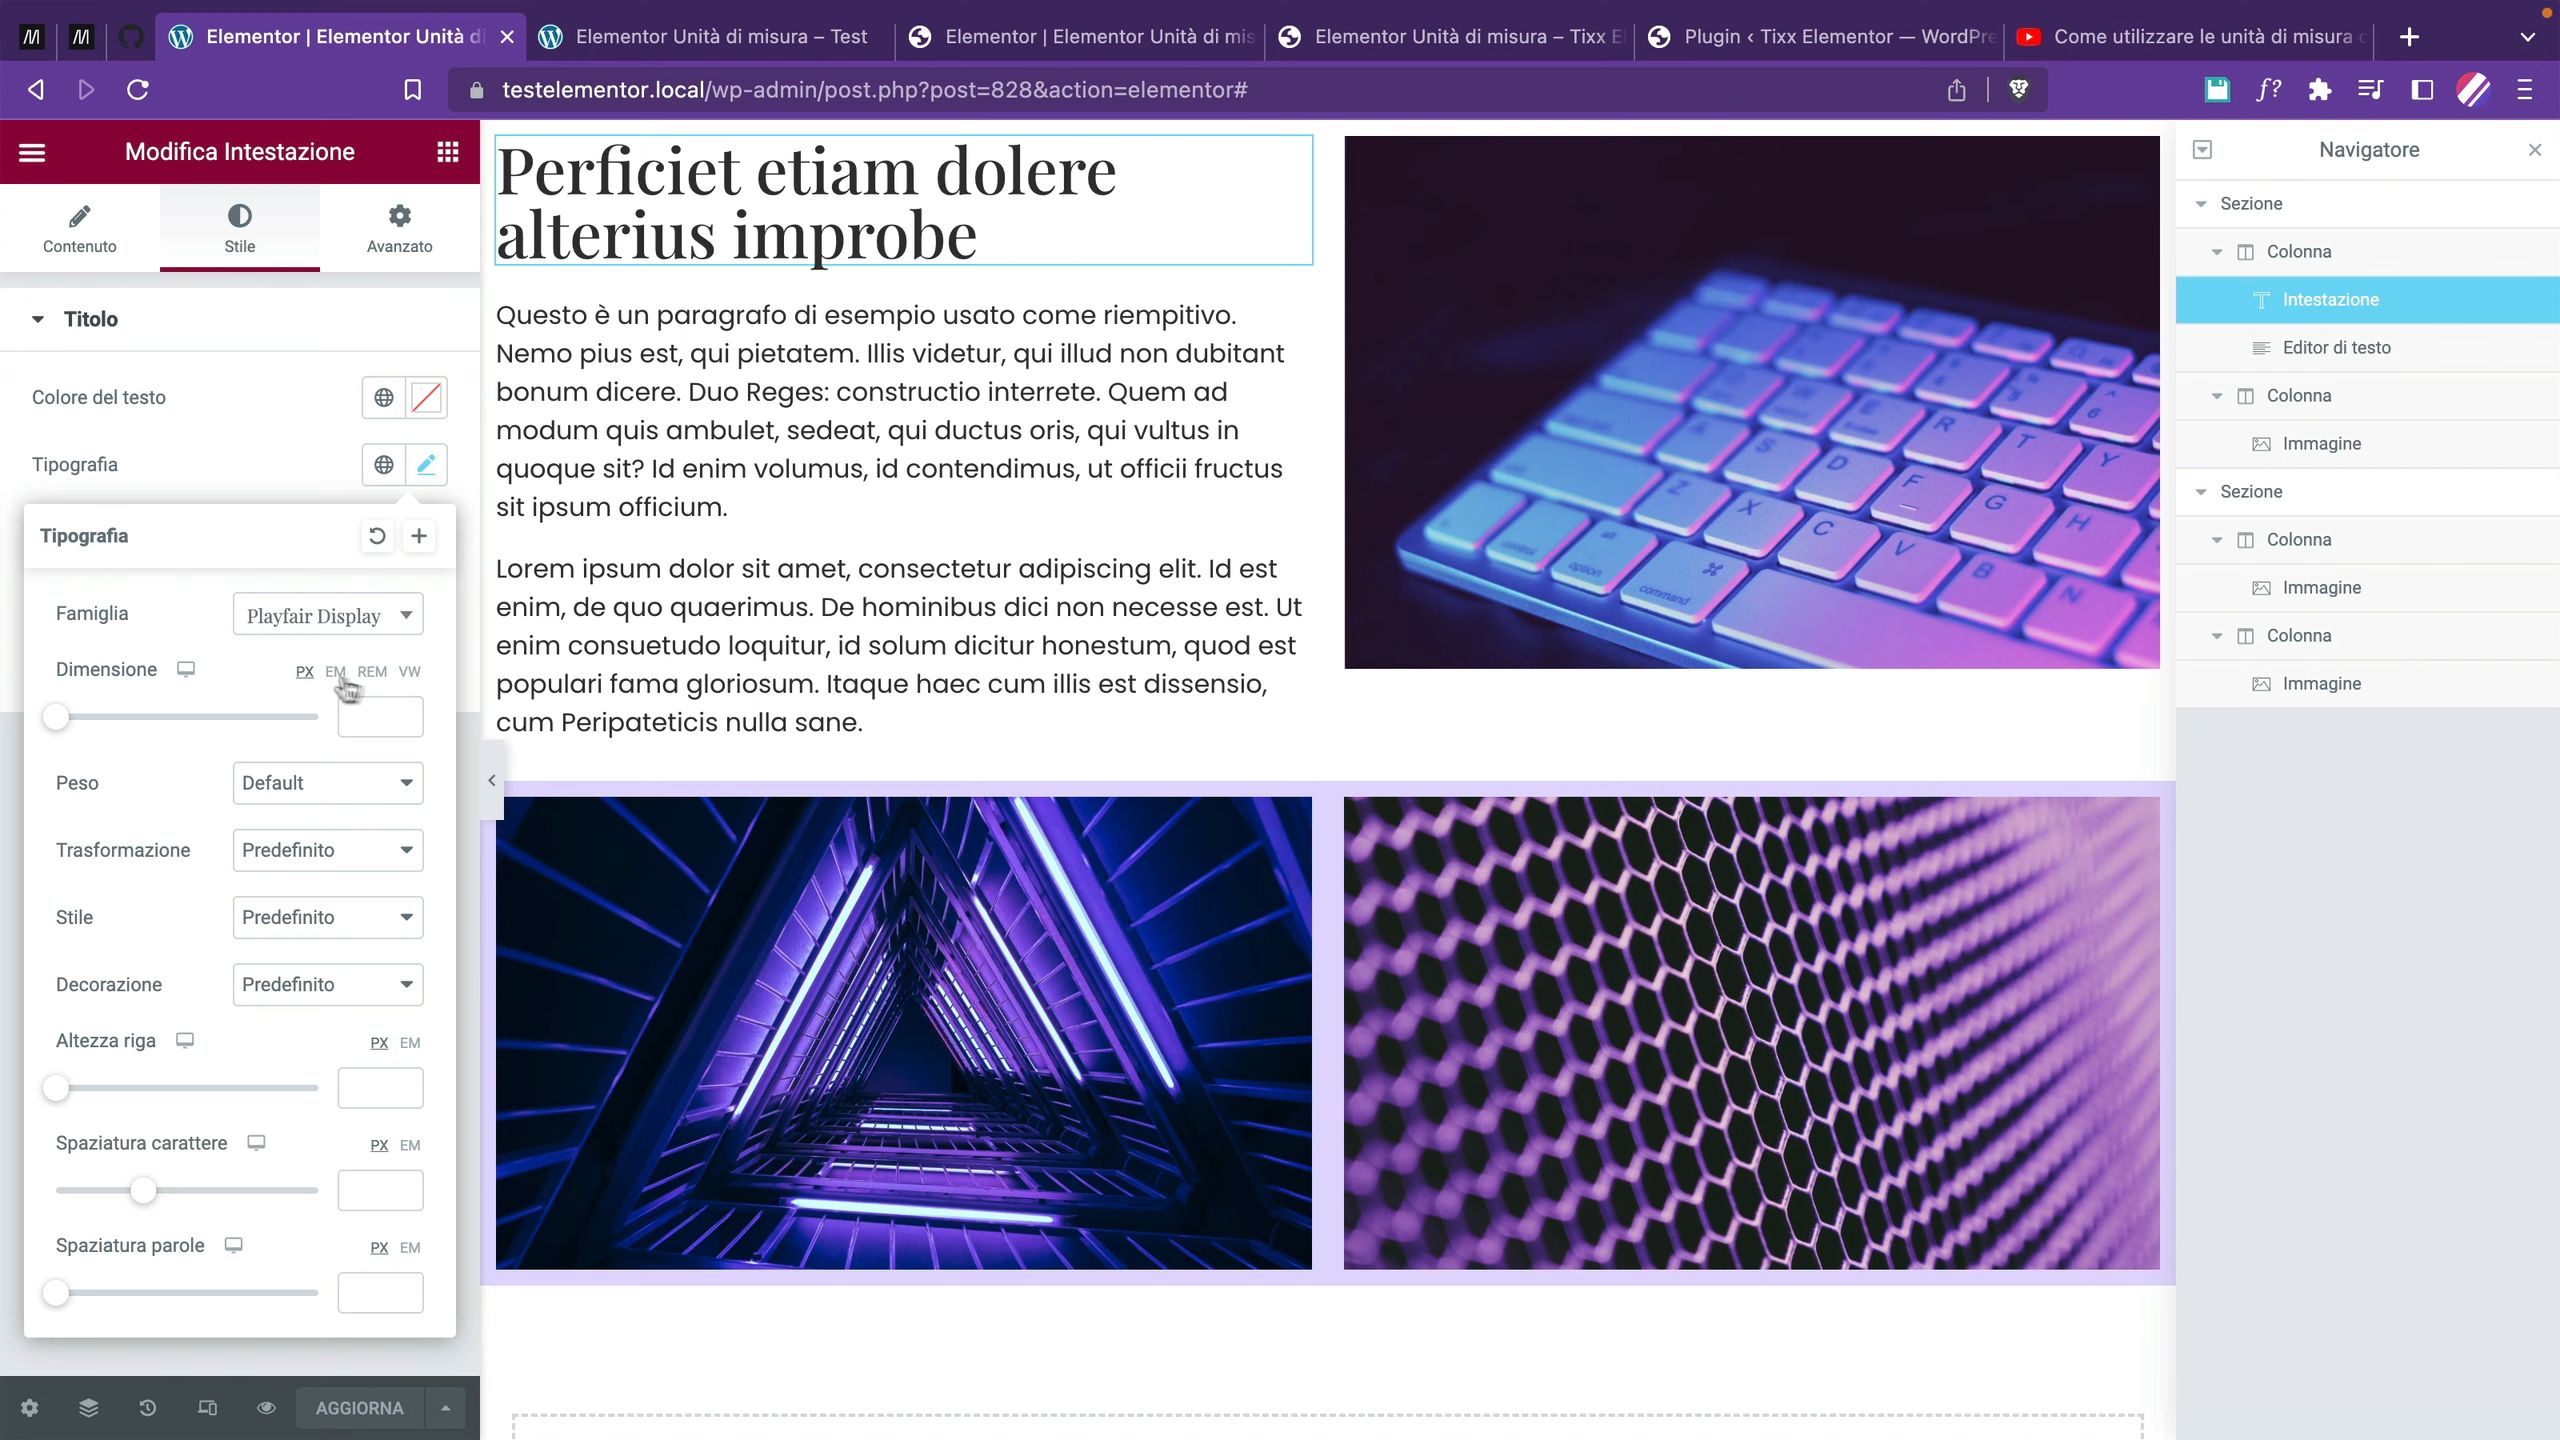 Elementor | Elementor Unità di
Elementor Unità di misura – Test
Elementor | Elementor Unità di mis
Elementor Unità di misura – Tixx E
Plugin ‹ Tixx Elementor — WordPre
Come utilizzare le unità di misura
testelementor.local/wp-admin/post.php?post=828&action=elementor#
f?
Modifica Intestazione
Contenuto
Stile
Avanzato
Titolo
Colore del testo
Tipografia
Tipografia
Famiglia
Playfair Display
Dimensione
PX EM REM VW
Peso
Default
Trasformazione
Predefinito
Stile
Predefinito
Decorazione
Predefinito
Altezza riga
PX EM
Spaziatura carattere
PX EM
Spaziatura parole
PX EM
AGGIORNA
Perficiet etiam dolere
alterius improbe
Questo è un paragrafo di esempio usato come riempitivo.
Nemo pius est, qui pietatem. Illis videtur, qui illud non dubitant
bonum dicere. Duo Reges: constructio interrete. Quem ad
modum quis ambulet, sedeat, qui ductus oris, qui vultus in
quoque sit? Id enim volumus, id contendimus, ut officii fructus
sit ipsum officium.
Lorem ipsum dolor sit amet, consectetur adipiscing elit. Id est
enim, de quo quaerimus. De hominibus dici non necesse est. Ut
enim consuetudo loquitur, id solum dicitur honestum, quod est
populari fama gloriosum. Itaque haec cum illis est dissensio,
cum Peripateticis nulla sane.
E R T Y
A S D F G H
Z X C V B N
control alt option command
Navigatore
Sezione
Colonna
Intestazione
Editor di testo
Colonna
Immagine
Sezione
Colonna
Immagine
Colonna
Immagine